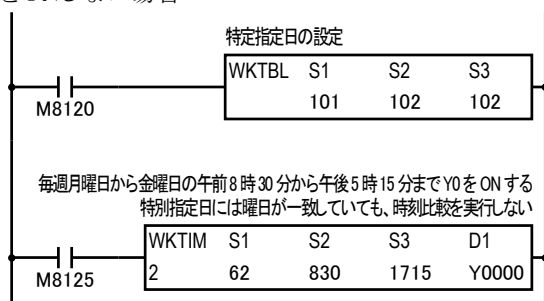 特定指定日の設定
WKTBL S1 S2 S3
101 102 102
M8120
毎週月曜日から金曜日の午前8時30分から午後5時15分までY0をONする
特別指定日には曜日が一致していても、時刻比較を実行しない
WKTIM S1 S2 S3 D1
2 62 830 1715 Y0000
M8125